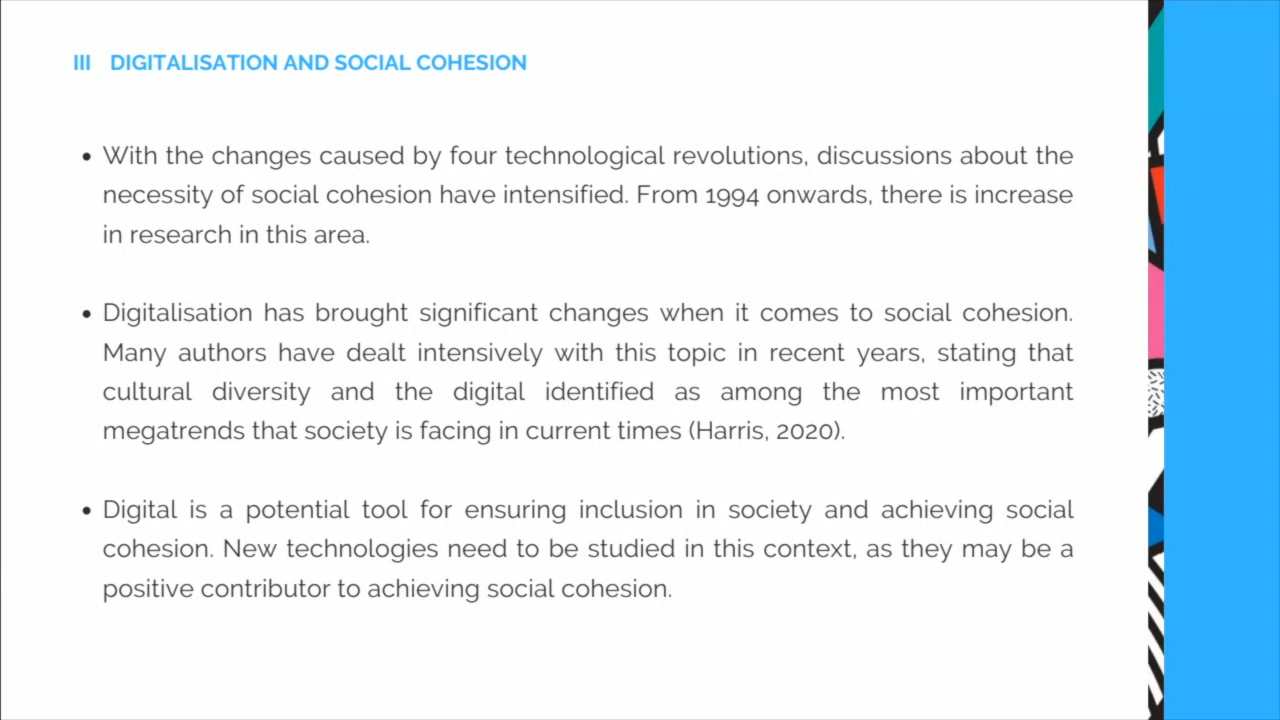 III DIGITALISATION AND SOCIAL COHESION
• With the changes caused by four technological revolutions, discussions about the
necessity of social cohesion have intensified. From 1994 onwards, there is increase
in research in this area.
• Digitalisation has brought significant changes when it comes to social cohesion.
Many authors have dealt intensively with this topic in recent years, stating that
cultural diversity and the digital identified as among the most important
megatrends that society is facing in current times (Harris, 2020).
• Digital is a potential tool for ensuring inclusion in society and achieving social
cohesion. New technologies need to be studied in this context, as they may be a
positive contributor to achieving social cohesion.